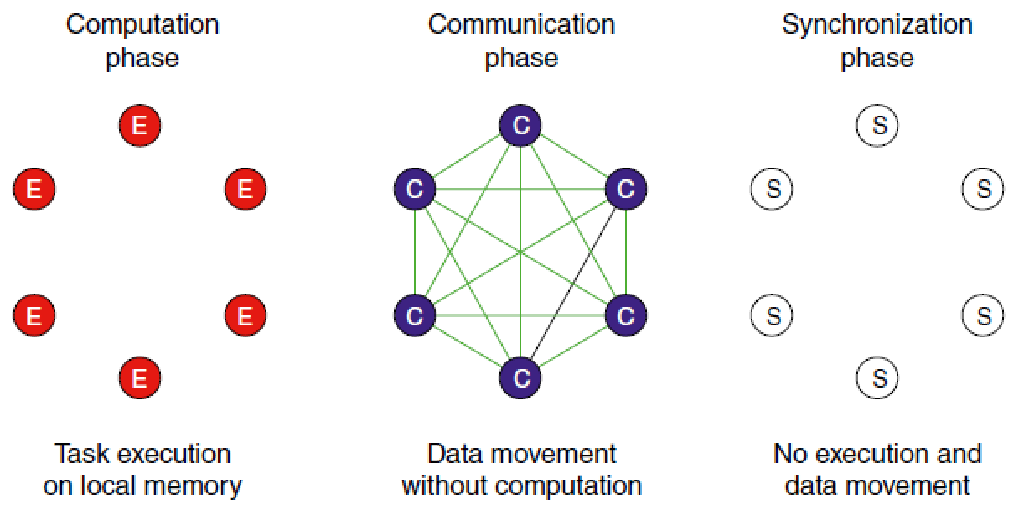 Computation
phase
Communication
phase
Synchronization
phase
E
E
E
E
E
E
C
C
C
C
C
C
S
S
S
S
S
S
Task execution
on local memory
Data movement
without computation
No execution and
data movement